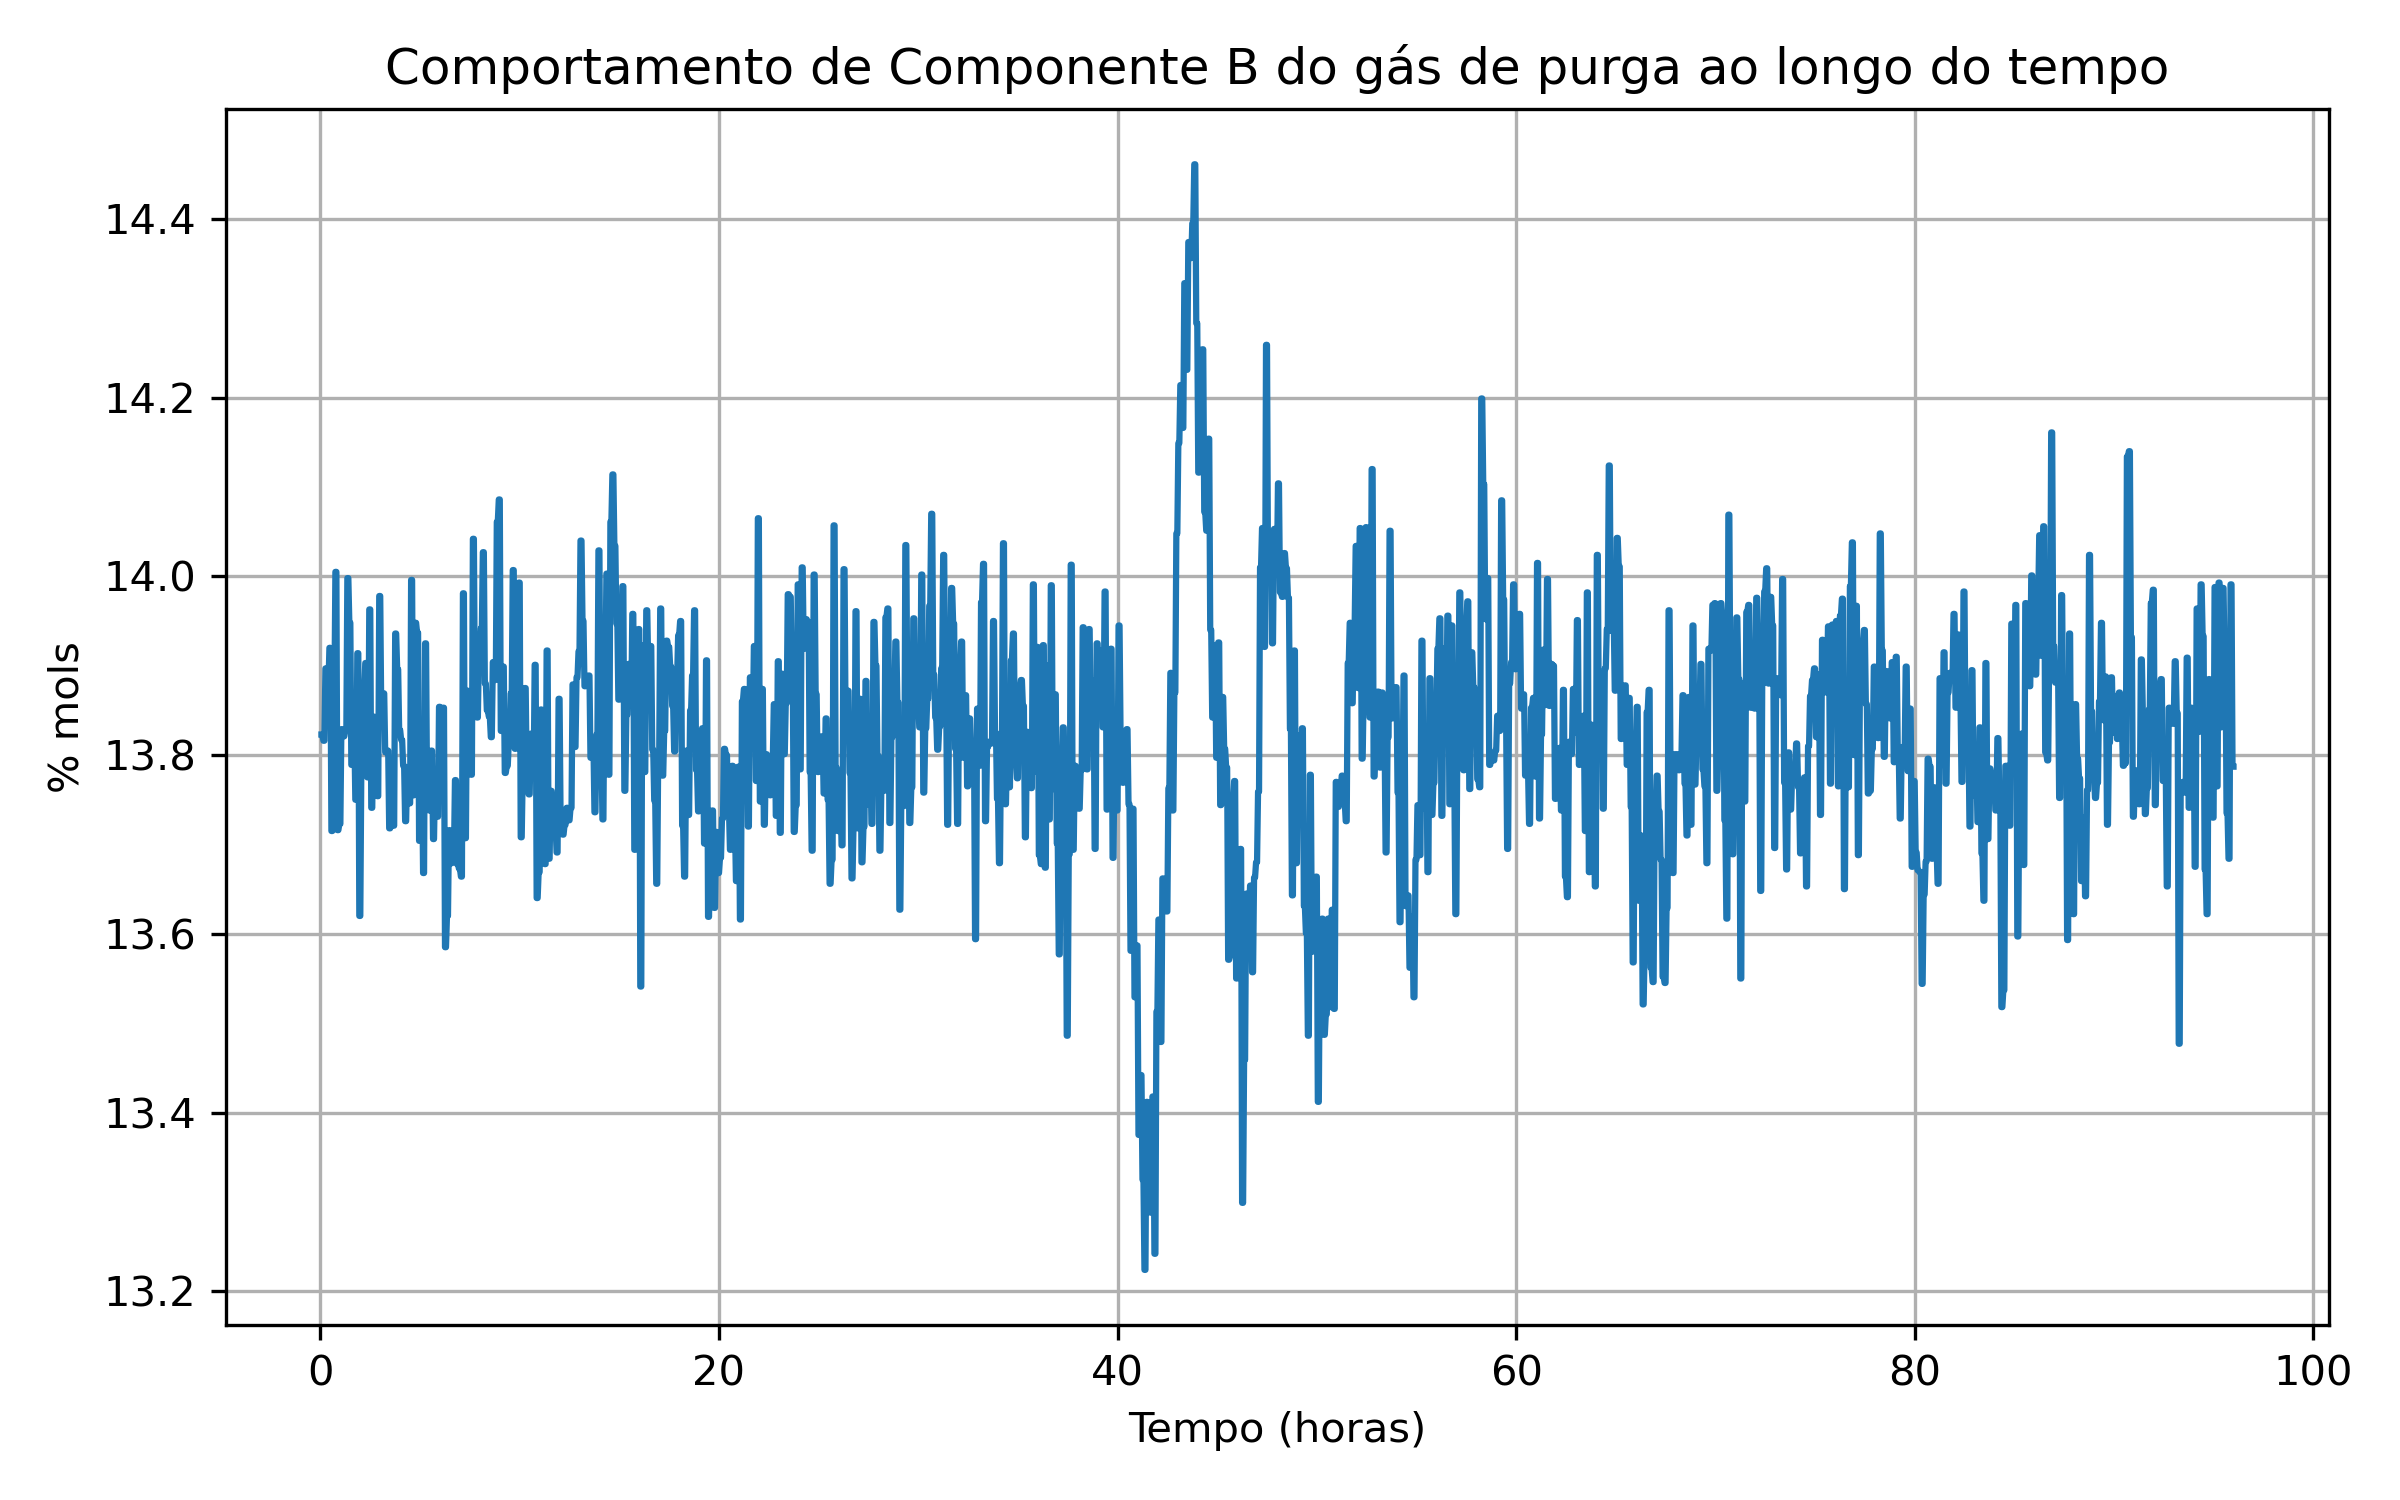 Comportamento de Componente B do gás de purga ao longo do tempo
% mols
14.4
14.2
14.0
13.8
13.6
13.4
13.2
0 20 40 60 80 100
Tempo (horas)